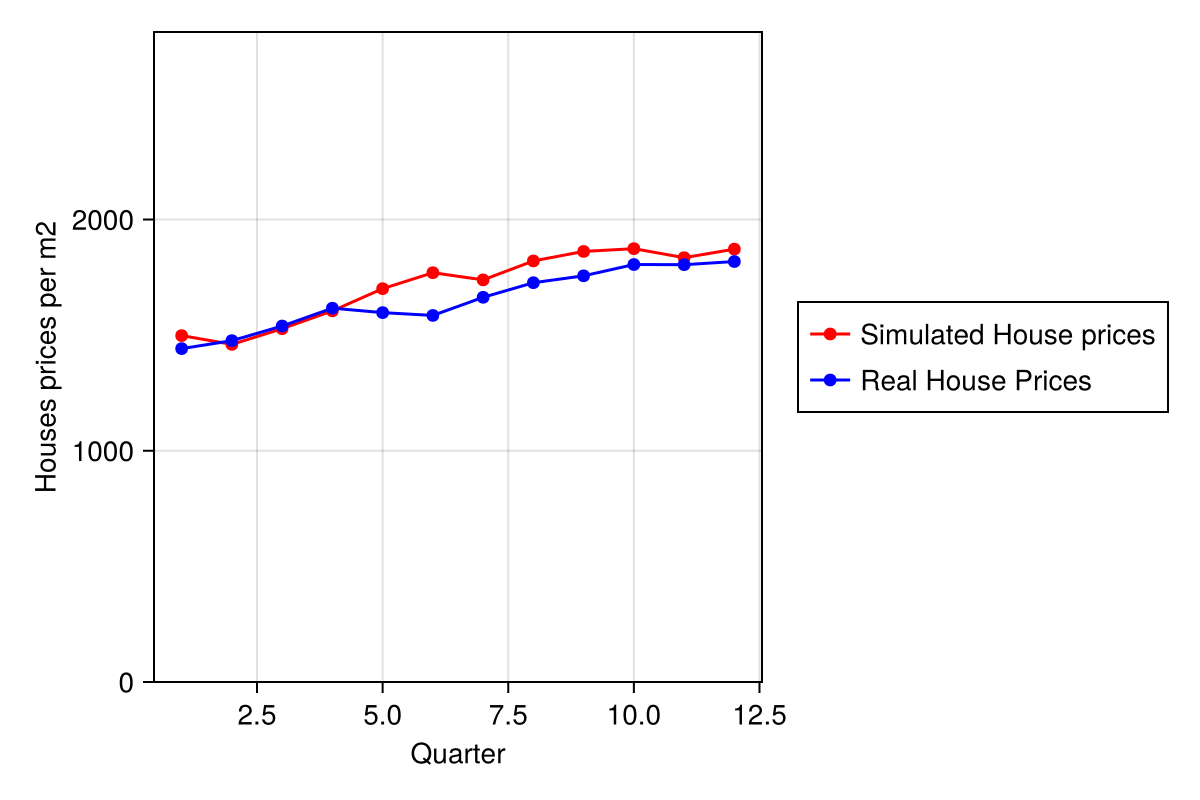 Houses prices per m2
2000
1000
0
2.5 5.0 7.5 10.0 12.5
Quarter
Simulated House prices
Real House Prices